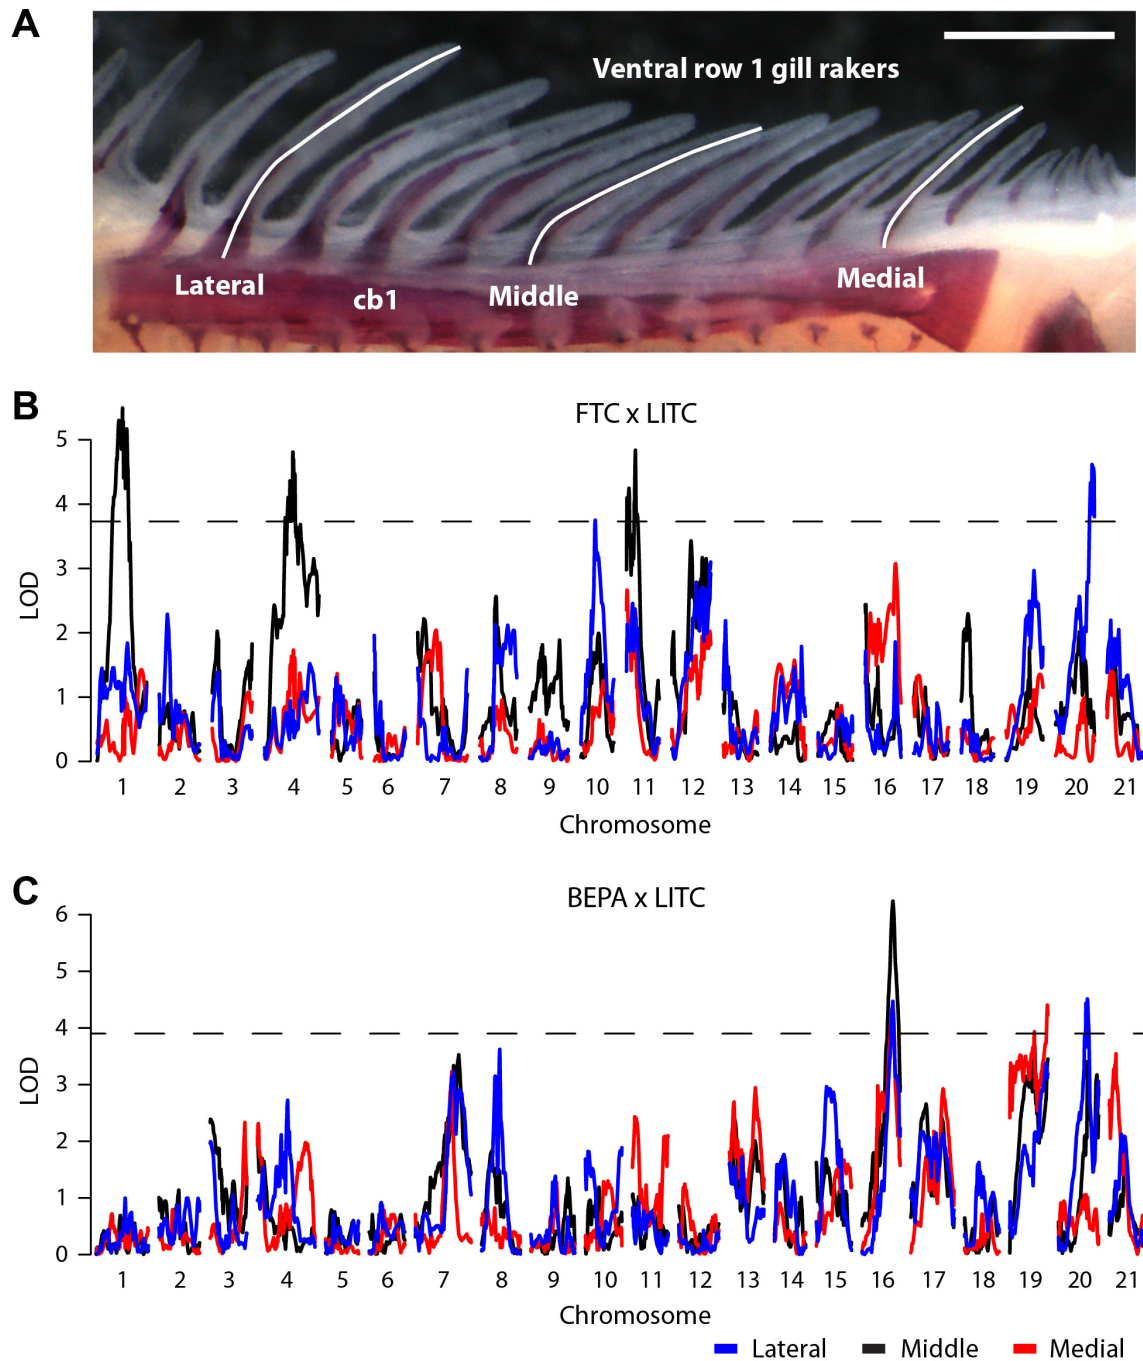 A
Ventral row 1 gill rakers
Lateral
cb1
Middle
Medial
B
FTC x LITC
5
4
3
2
1
0
LOD
1 2 3 4 5 6 7 8 9 10 11 12 13 14 15 16 17 18 19 20 21
Chromosome
C
BEPA x LITC
6
5
4
3
2
1
0
LOD
1 2 3 4 5 6 7 8 9 10 11 12 13 14 15 16 17 18 19 20 21
Chromosome
Lateral Middle Medial